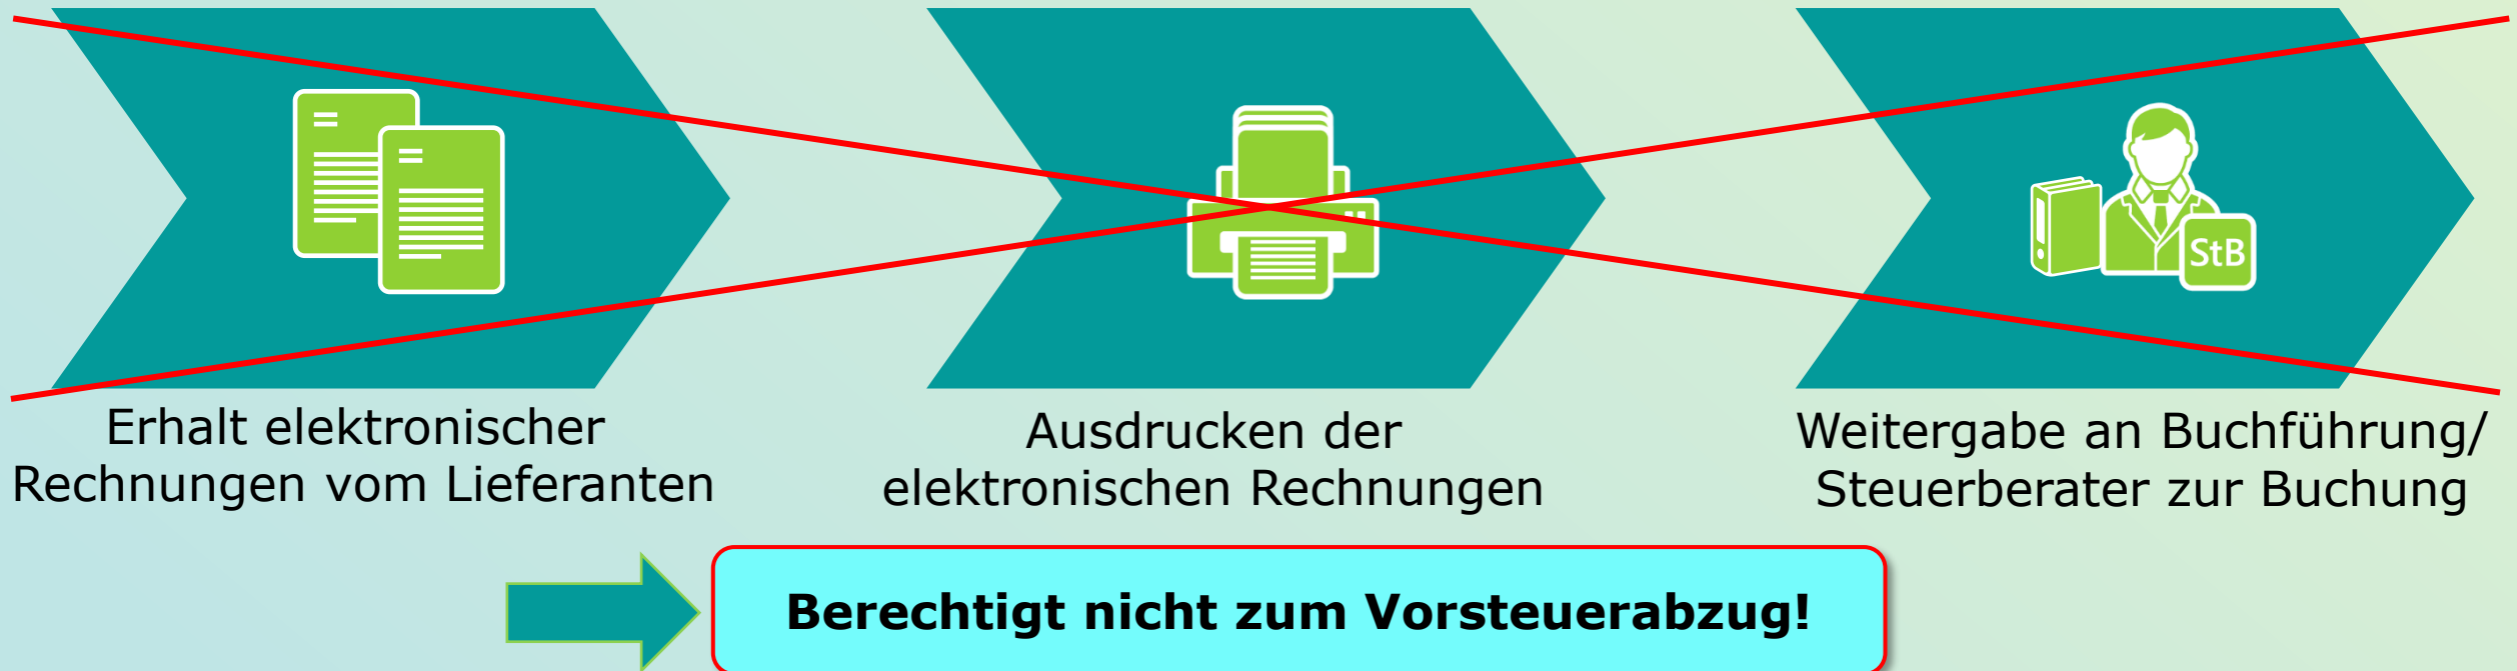 StB
Erhalt elektronischer
Rechnungen vom Lieferanten
Ausdrucken der
elektronischen Rechnungen
Weitergabe an Buchführung/
Steuerberater zur Buchung
Berechtigt nicht zum Vorsteuerabzug!